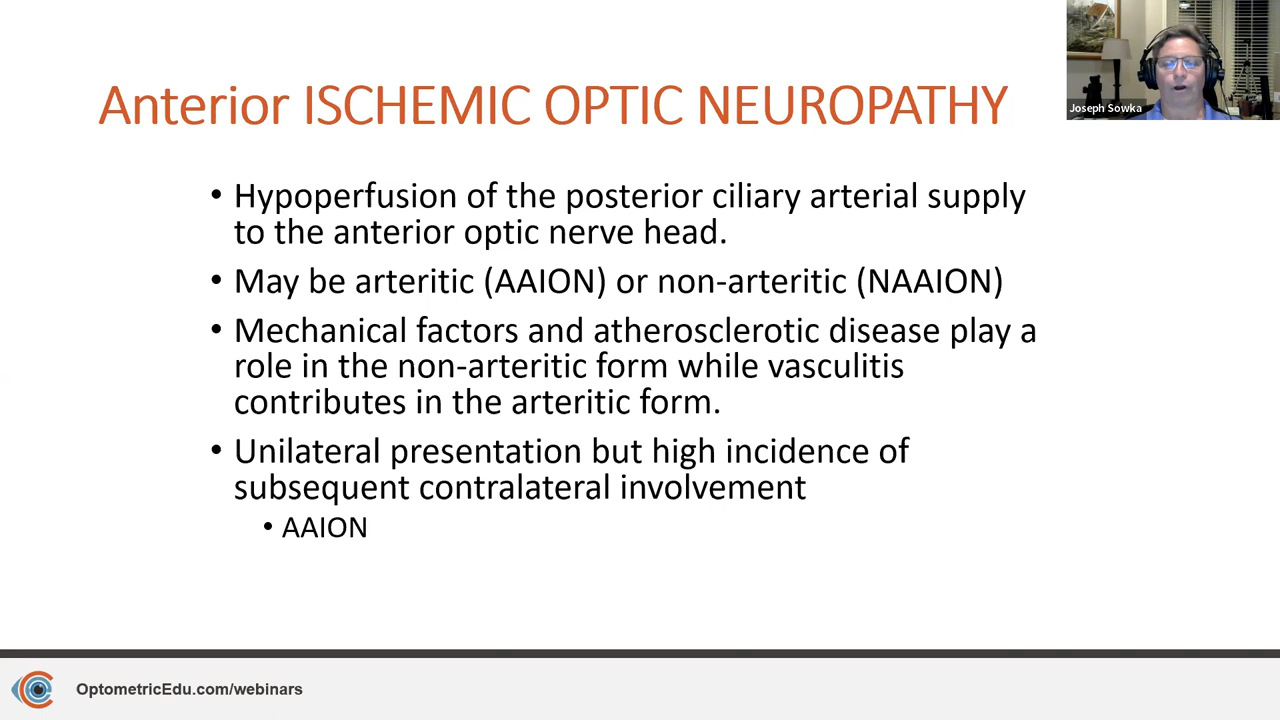 Anterior ISCHEMIC OPTIC NEUROPATHY
Joseph Sowka
• Hypoperfusion of the posterior ciliary arterial supply
to the anterior optic nerve head.
• May be arteritic (AAION) or non-arteritic (NAAION)
• Mechanical factors and atherosclerotic disease play a
role in the non-arteritic form while vasculitis
contributes in the arteritic form.
• Unilateral presentation but high incidence of
subsequent contralateral involvement
• AAION
OptometricEdu.com/webinars